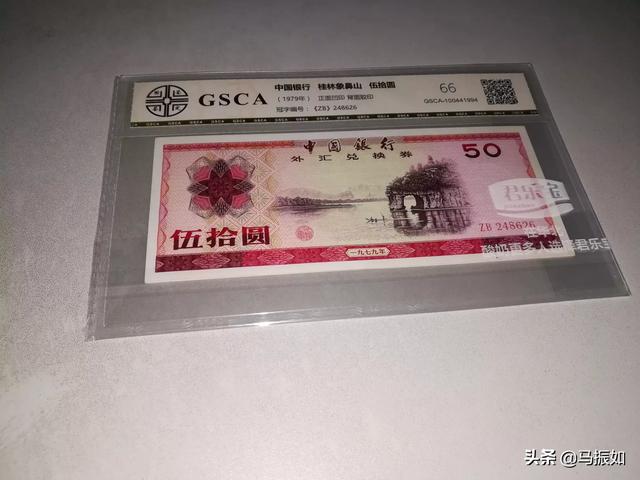 GSCA
中国银行 桂林象鼻山 伍拾圆
(1979年) 正面凹印 背面胶印
冠字编号:{ZB} 248626
66
GSCA-100441994
中国银行
外汇兑换券
50
伍拾圆
ZB 248626
一九七九年
君乐宝
头条 @马振如